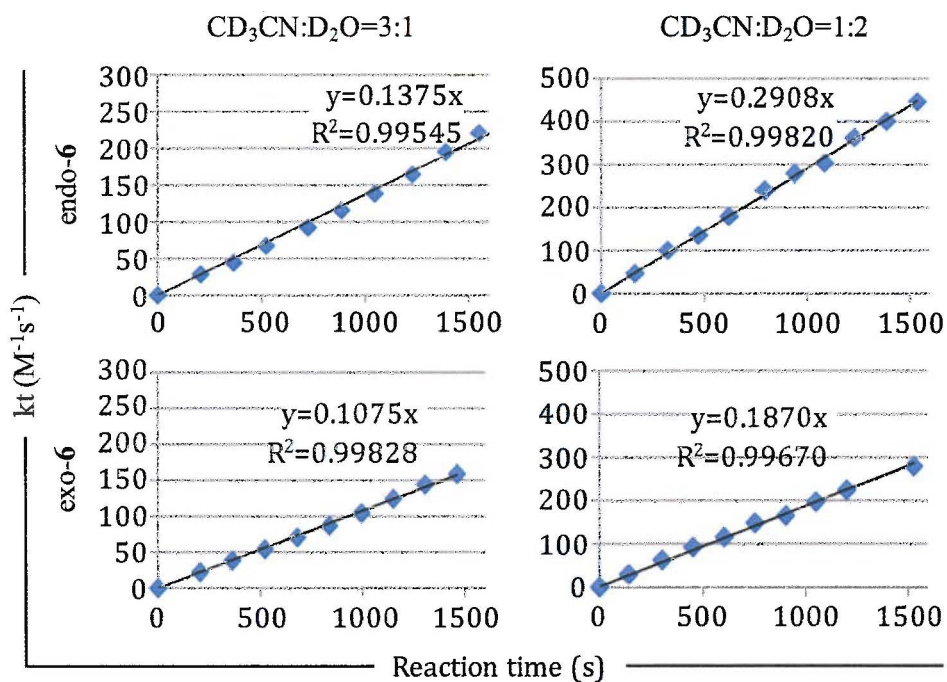 CD₃CN:D₂O=3:1
CD₃CN:D₂O=1:2
kt (M⁻¹s⁻¹)
endo-6
300
250
200
150
100
50
0
y=0.1375x
R²=0.99545
0 500 1000 1500
500
400
300
200
100
0
y=0.2908x
R²=0.99820
0 500 1000 1500
exo-6
300
250
200
150
100
50
0
y=0.1075x
R²=0.99828
0 500 1000 1500
500
400
300
200
100
0
y=0.1870x
R²=0.99670
0 500 1000 1500
Reaction time (s)